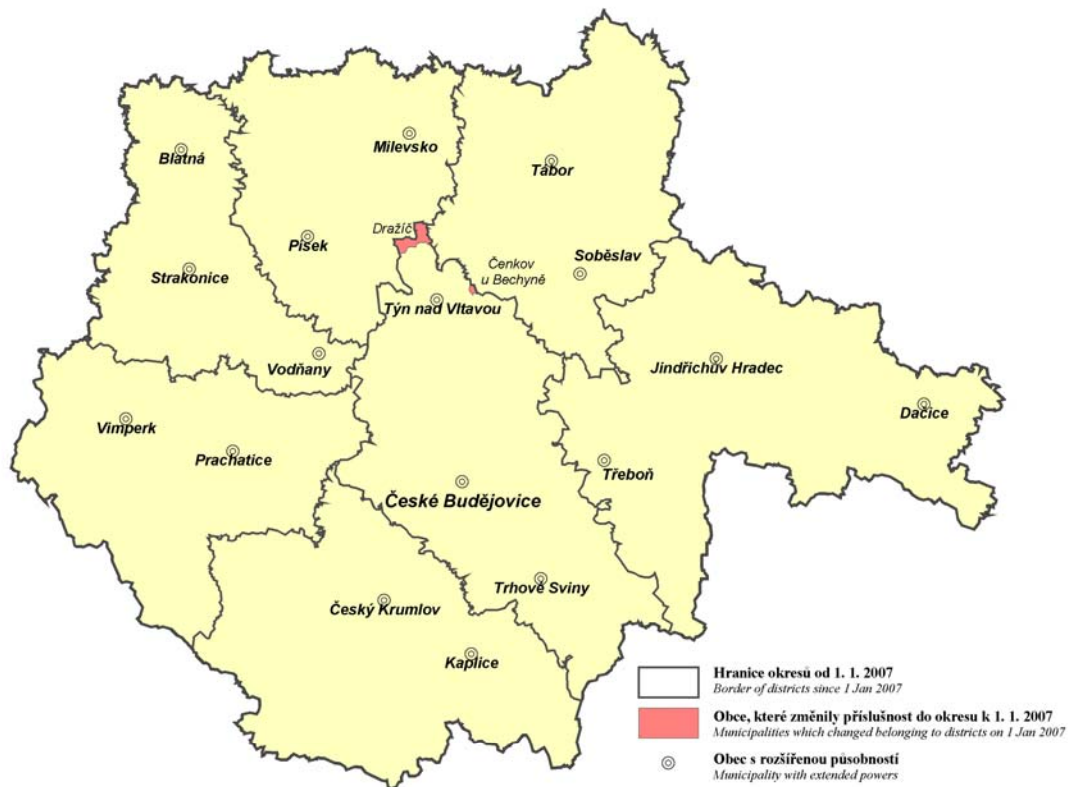 Milevsko
Blatná
Tábor
Dražíč
Písek
Soběslav
Čenkov
u Bechyně
Strakonice
Týn nad Vltavou
Vodňany
Jindřichův Hradec
Dačice
Vimperk
Prachatice
Třeboň
České Budějovice
Trhové Sviny
Český Krumlov
Kaplice
Hranice okresů od 1. 1. 2007
Border of districts since 1 Jan 2007
Obce, které změnily příslušnost do okresu k 1. 1. 2007
Municipalities which changed belonging to districts on 1 Jan 2007
Obec s rozšířenou působností
Municipality with extended powers